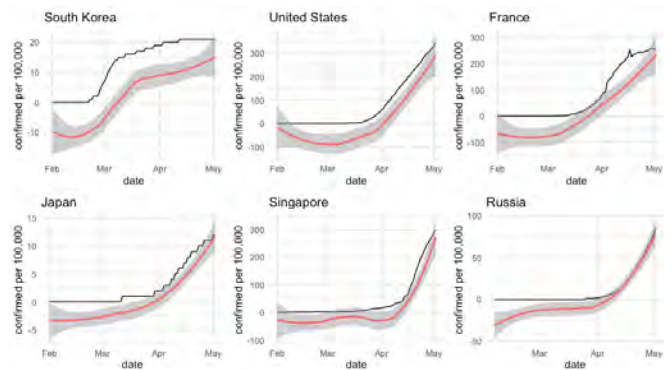 South Korea
confirmed per 100,000
20
10
0
-10
Feb Mar Apr May
date
United States
confirmed per 100,000
300
200
100
0
-100
Feb Mar Apr May
date
France
confirmed per 100,000
300
200
100
0
-100
Feb Mar Apr May
date
Japan
confirmed per 100,000
15
10
5
0
-5
Feb Mar Apr May
date
Singapore
confirmed per 100,000
300
200
100
0
-100
Feb Mar Apr May
date
Russia
confirmed per 100,000
100
50
0
-50
Mar Apr May
date